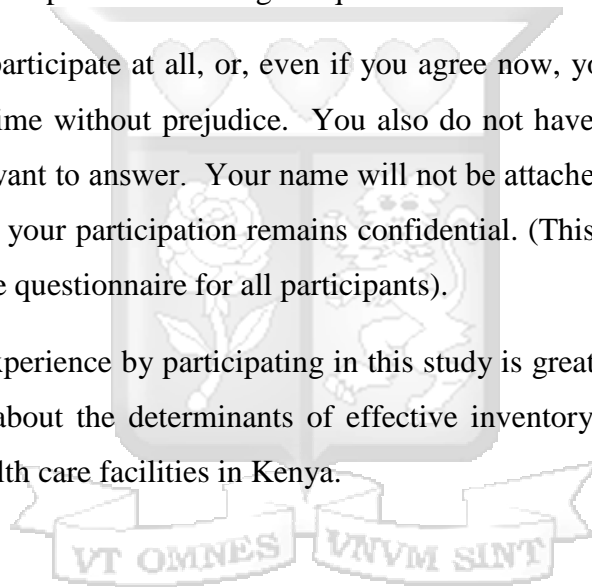 participate at all, or, even if you agree now, yo
ime without prejudice. You also do not have
vant to answer. Your name will not be attache
your participation remains confidential. (This
e questionnaire for all participants).
xperience by participating in this study is great
about the determinants of effective inventory
lth care facilities in Kenya.
VT OMNES VNVM SINT